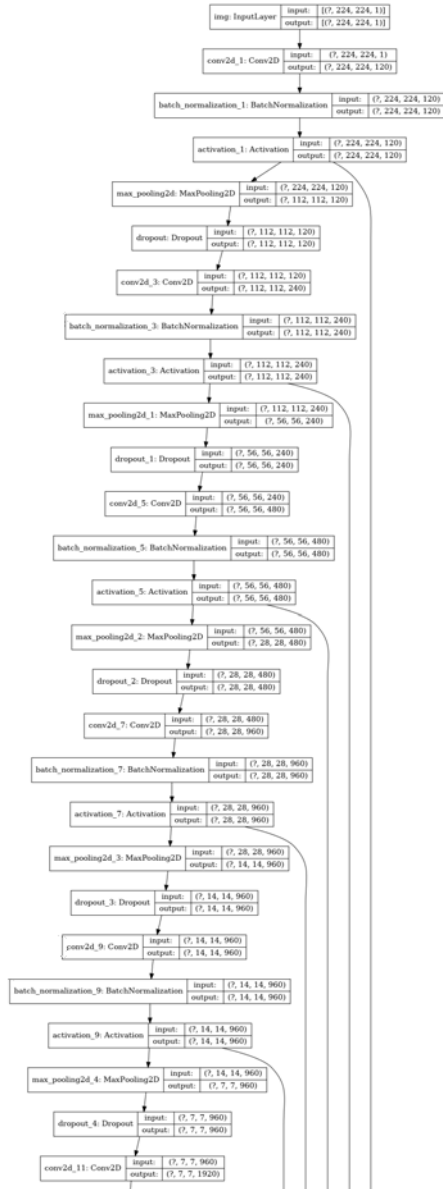 img: InputLayer input: [(?, 224, 224, 1)]
output: [(?, 224, 224, 1)]
conv2d_1: Conv2D input: (?, 224, 224, 1)
output: (?, 224, 224, 120)
batch_normalization_1: BatchNormalization input: (?, 224, 224, 120)
output: (?, 224, 224, 120)
activation_1: Activation input: (?, 224, 224, 120)
output: (?, 224, 224, 120)
max_pooling2d: MaxPooling2D input: (?, 224, 224, 120)
output: (?, 112, 112, 120)
dropout: Dropout input: (?, 112, 112, 120)
output: (?, 112, 112, 120)
conv2d_3: Conv2D input: (?, 112, 112, 120)
output: (?, 112, 112, 240)
batch_normalization_3: BatchNormalization input: (?, 112, 112, 240)
output: (?, 112, 112, 240)
activation_3: Activation input: (?, 112, 112, 240)
output: (?, 112, 112, 240)
max_pooling2d_1: MaxPooling2D input: (?, 112, 112, 240)
output: (?, 56, 56, 240)
dropout_1: Dropout input: (?, 56, 56, 240)
output: (?, 56, 56, 240)
conv2d_5: Conv2D input: (?, 56, 56, 240)
output: (?, 56, 56, 480)
batch_normalization_5: BatchNormalization input: (?, 56, 56, 480)
output: (?, 56, 56, 480)
activation_5: Activation input: (?, 56, 56, 480)
output: (?, 56, 56, 480)
max_pooling2d_2: MaxPooling2D input: (?, 56, 56, 480)
output: (?, 28, 28, 480)
dropout_2: Dropout input: (?, 28, 28, 480)
output: (?, 28, 28, 480)
conv2d_7: Conv2D input: (?, 28, 28, 480)
output: (?, 28, 28, 960)
batch_normalization_7: BatchNormalization input: (?, 28, 28, 960)
output: (?, 28, 28, 960)
activation_7: Activation input: (?, 28, 28, 960)
output: (?, 28, 28, 960)
max_pooling2d_3: MaxPooling2D input: (?, 28, 28, 960)
output: (?, 14, 14, 960)
dropout_3: Dropout input: (?, 14, 14, 960)
output: (?, 14, 14, 960)
conv2d_9: Conv2D input: (?, 14, 14, 960)
output: (?, 14, 14, 960)
batch_normalization_9: BatchNormalization input: (?, 14, 14, 960)
output: (?, 14, 14, 960)
activation_9: Activation input: (?, 14, 14, 960)
output: (?, 14, 14, 960)
max_pooling2d_4: MaxPooling2D input: (?, 14, 14, 960)
output: (?, 7, 7, 960)
dropout_4: Dropout input: (?, 7, 7, 960)
output: (?, 7, 7, 960)
conv2d_11: Conv2D input: (?, 7, 7, 960)
output: (?, 7, 7, 1920)